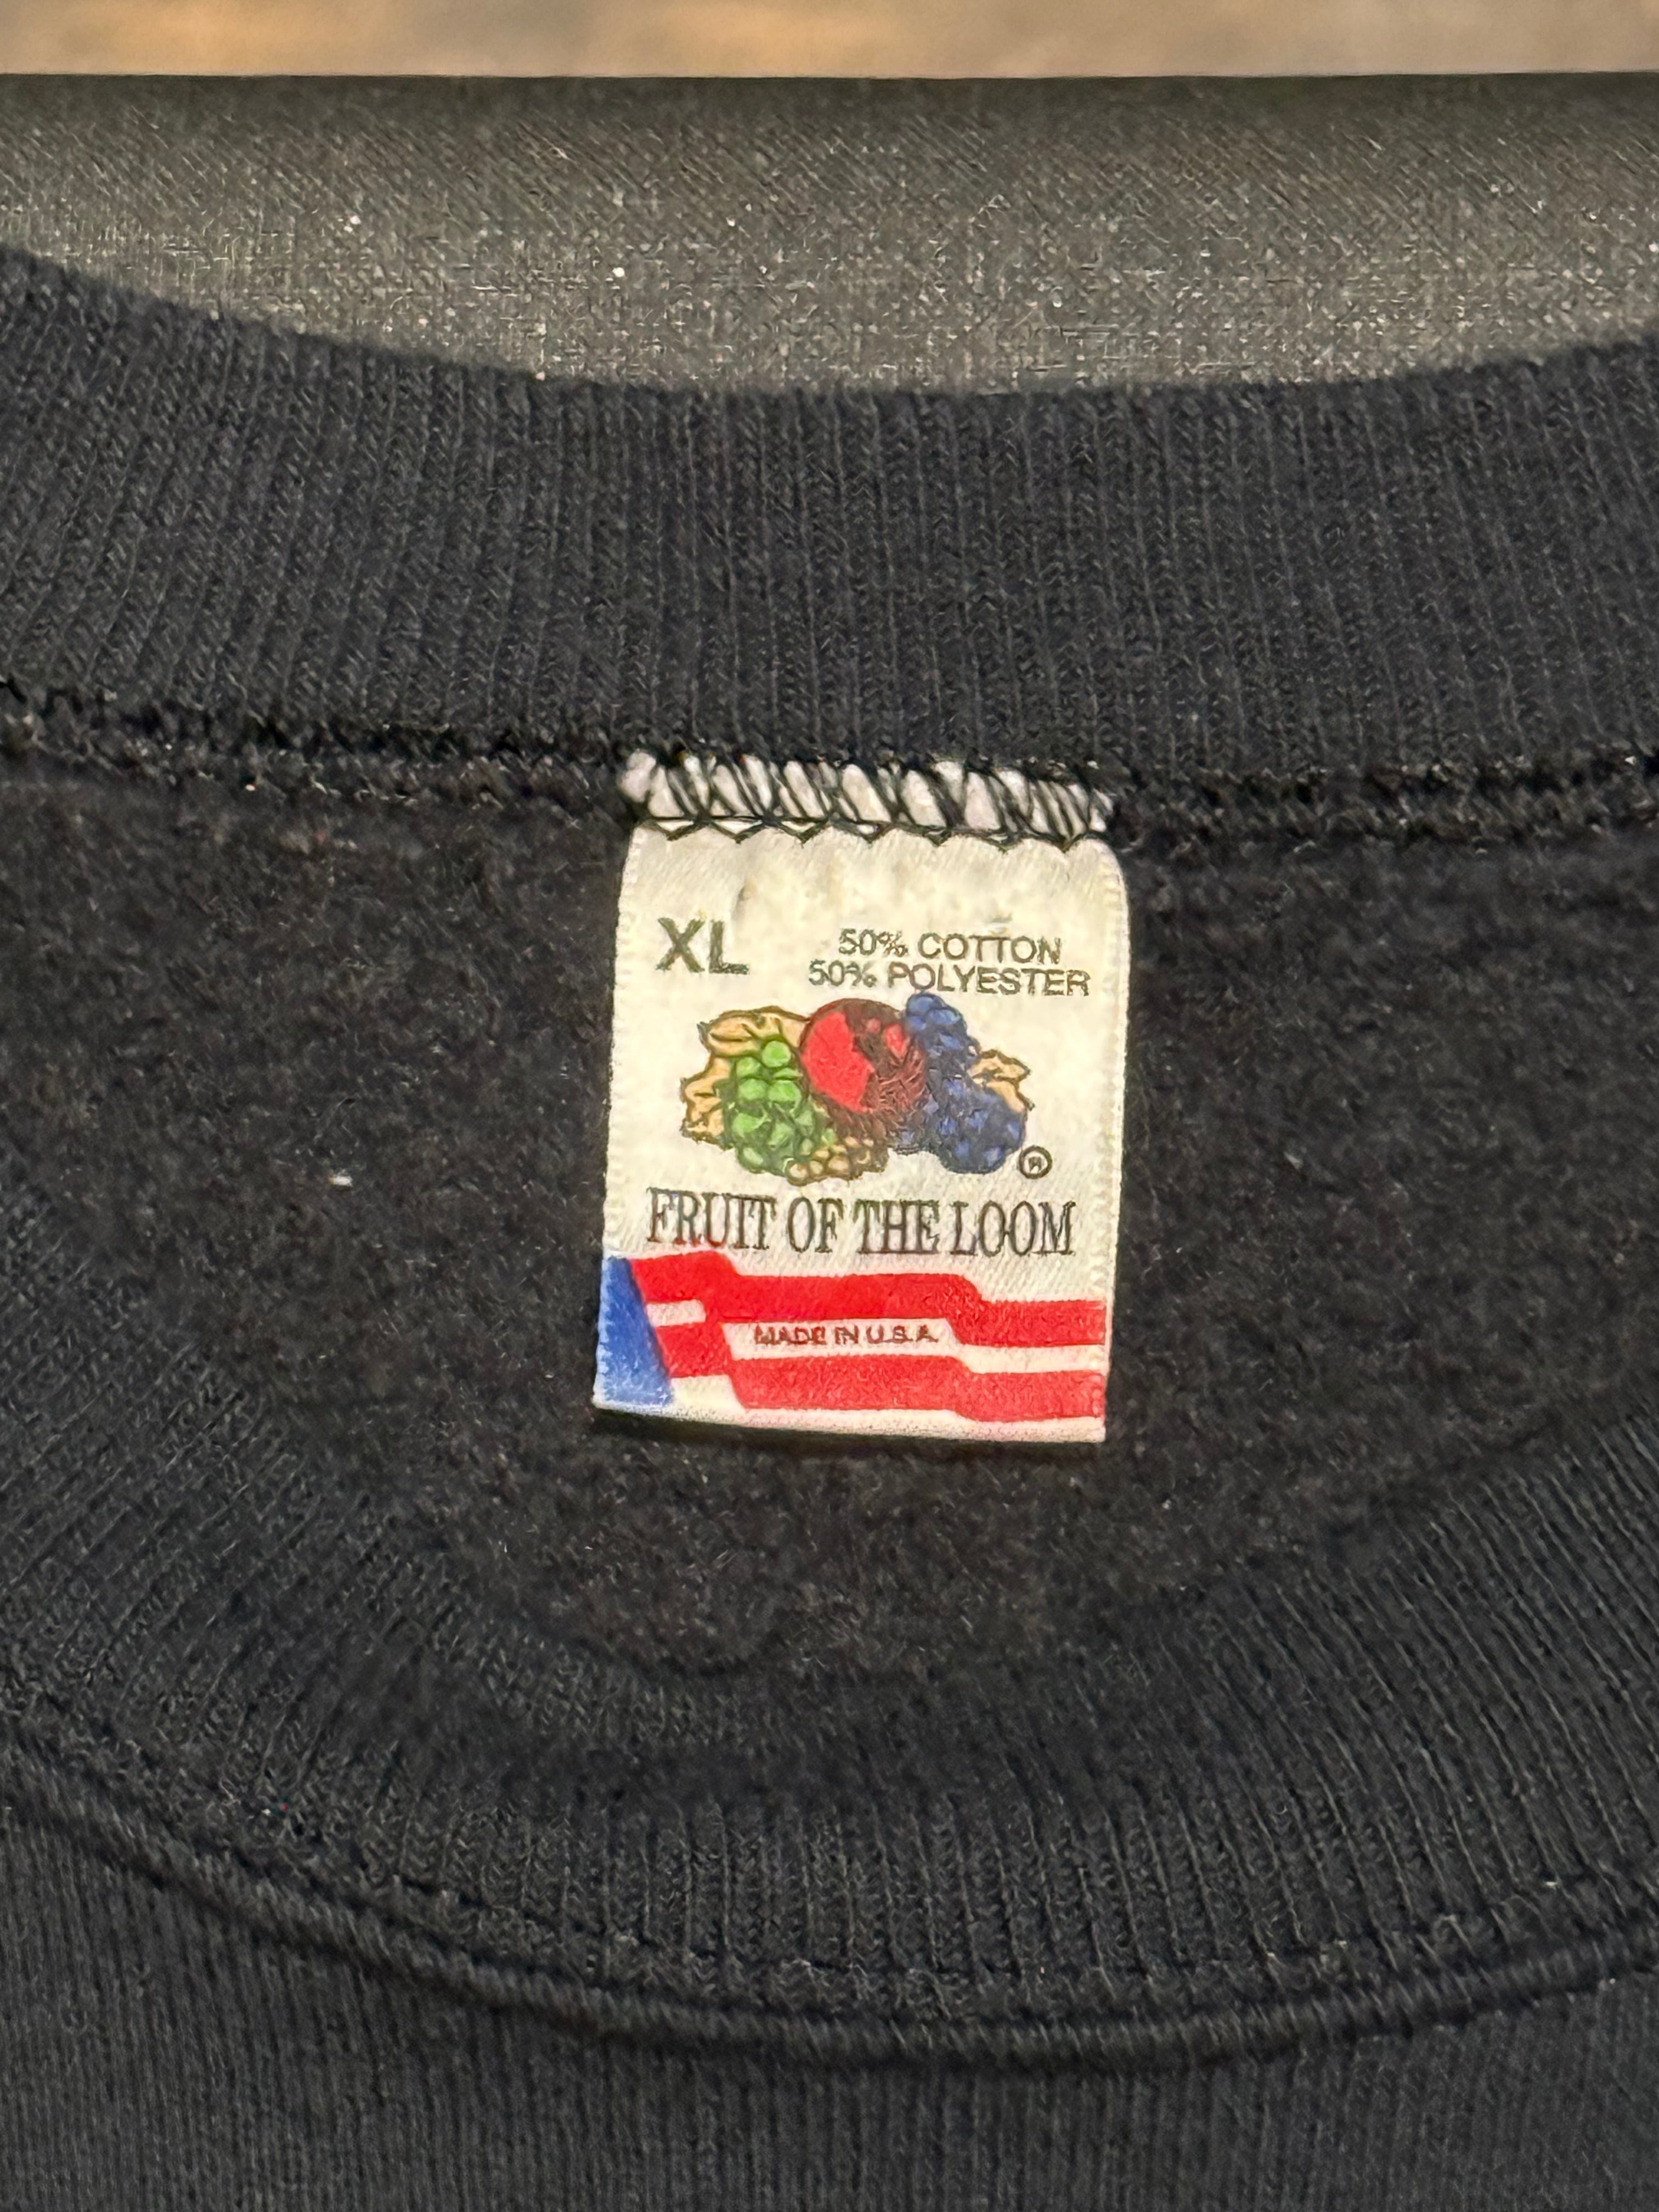 XL
50% COTTON
50% POLYESTER
®
FRUIT OF THE LOOM
MADE IN U.S.A.